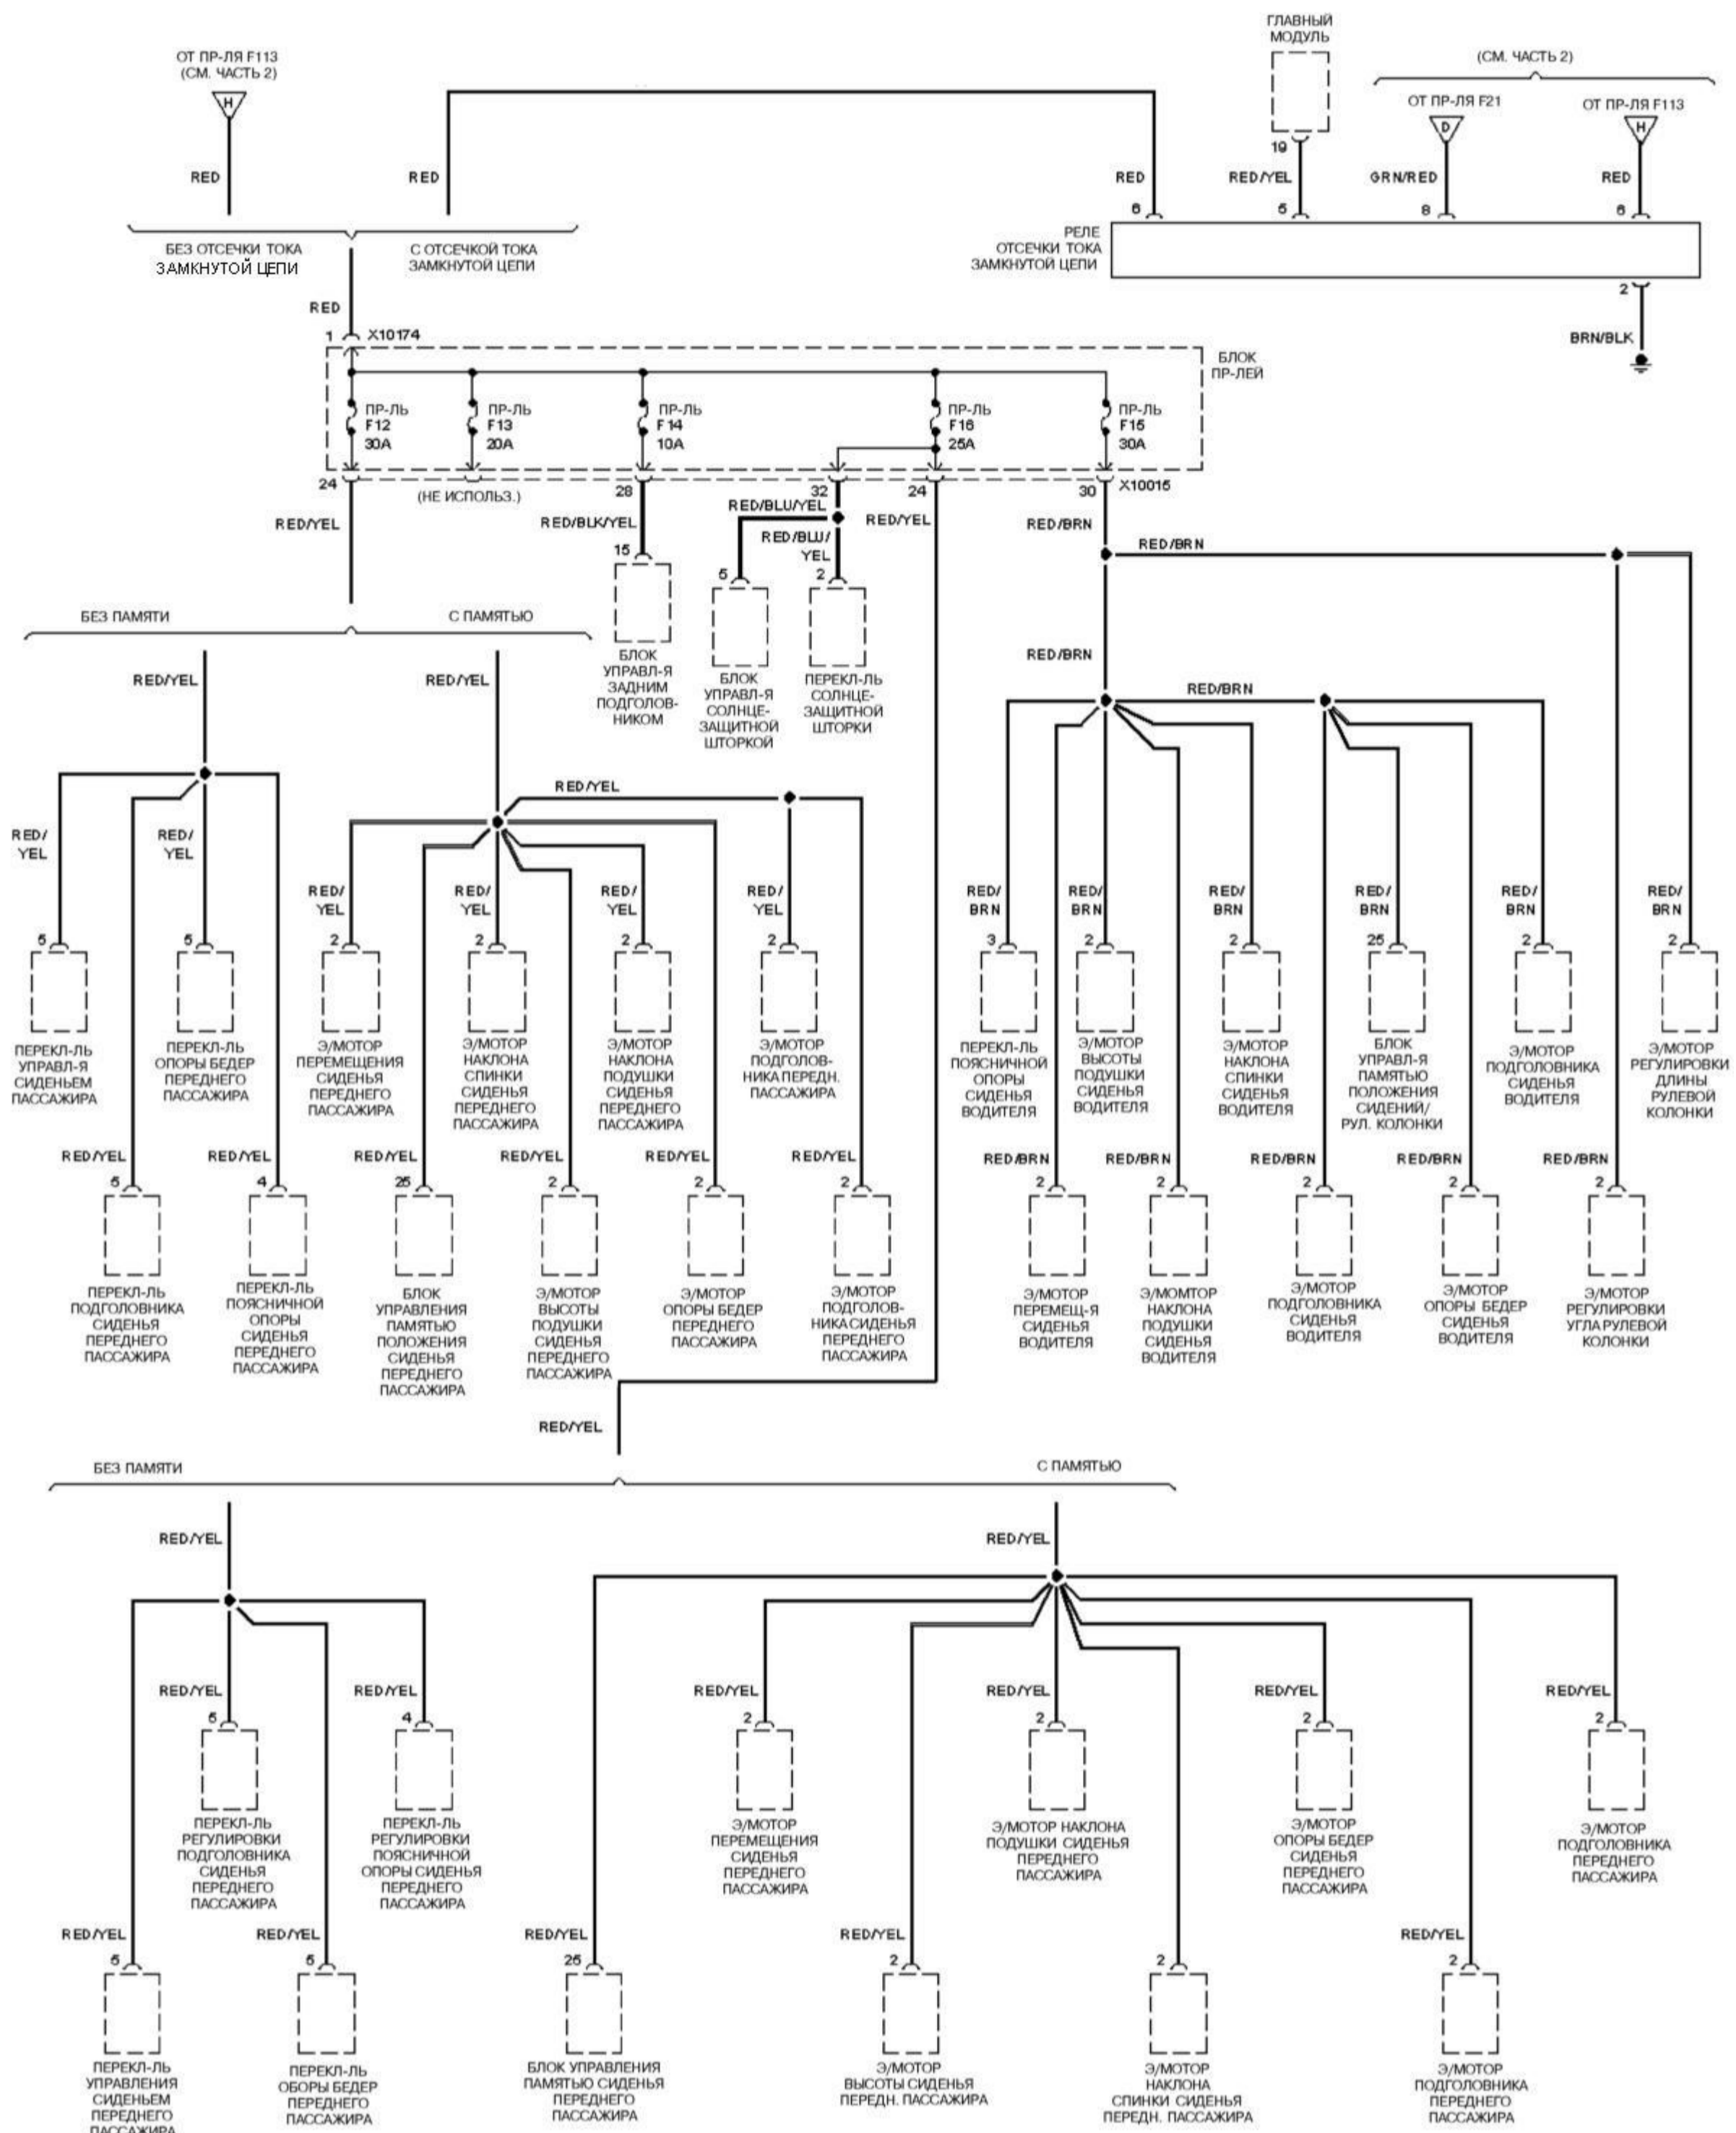 ОТ ПР-ЛЯ F113
(СМ. ЧАСТЬ 2)
H
RED
RED
ГЛАВНЫЙ
МОДУЛЬ
19
(СМ. ЧАСТЬ 2)
ОТ ПР-ЛЯ F21
D
ОТ ПР-ЛЯ F113
H
RED
RED/YEL
GRN/RED
RED
6
5
8
6
БЕЗ ОТСЕЧКИ ТОКА
ЗАМКНУТОЙ ЦЕПИ
С ОТСЕЧКОЙ ТОКА
ЗАМКНУТОЙ ЦЕПИ
РЕЛЕ
ОТСЕЧКИ ТОКА
ЗАМКНУТОЙ ЦЕПИ
2
BRN/BLK
RED
1
X10174
БЛОК
ПР-ЛЕЙ
ПР-ЛЬ
F12
30A
ПР-ЛЬ
F13
20A
ПР-ЛЬ
F14
10A
ПР-ЛЬ
F16
25A
ПР-ЛЬ
F15
30A
24
(НЕ ИСПОЛЬЗ.)
28
32
24
30
X10015
RED/YEL
RED/BLK/YEL
RED/BLU/YEL
RED/BLU/
YEL
RED/YEL
RED/BRN
RED/BRN
15
БЛОК
УПРАВЛ-Я
ЗАДНИМ
ПОДГОЛОВ-
НИКОМ
5
БЛОК
УПРАВЛ-Я
СОЛНЦЕ-
ЗАЩИТНОЙ
ШТОРКОЙ
2
ПЕРЕКЛ-ЛЬ
СОЛНЦЕ-
ЗАЩИТНОЙ
ШТОРКИ
БЕЗ ПАМЯТИ
С ПАМЯТЬЮ
RED/YEL
RED/YEL
RED/BRN
RED/BRN
RED/YEL
RED/
YEL
RED/
YEL
RED/
YEL
RED/
YEL
RED/
YEL
RED/
YEL
RED/
BRN
RED/
BRN
RED/
BRN
RED/
BRN
RED/
BRN
RED/
BRN
5
5
2
2
2
2
3
2
2
25
2
2
ПЕРЕКЛ-ЛЬ
УПРАВЛ-Я
СИДЕНЬЕМ
ПАССАЖИРА
ПЕРЕКЛ-ЛЬ
ОПОРЫ БЕДЕР
ПЕРЕДНЕГО
ПАССАЖИРА
Э/МОТОР
ПЕРЕМЕЩЕНИЯ
СИДЕНЬЯ
ПЕРЕДНЕГО
ПАССАЖИРА
Э/МОТОР
НАКЛОНА
СПИНКИ
СИДЕНЬЯ
ПЕРЕДНЕГО
ПАССАЖИРА
Э/МОТОР
НАКЛОНА
ПОДУШКИ
СИДЕНЬЯ
ПЕРЕДНЕГО
ПАССАЖИРА
Э/МОТОР
ПОДГОЛОВ-
НИКА ПЕРЕДН.
ПАССАЖИРА
ПЕРЕКЛ-ЛЬ
ПОЯСНИЧНОЙ
ОПОРЫ
СИДЕНЬЯ
ВОДИТЕЛЯ
Э/МОТОР
ВЫСОТЫ
ПОДУШКИ
СИДЕНЬЯ
ВОДИТЕЛЯ
Э/МОТОР
НАКЛОНА
СПИНКИ
СИДЕНЬЯ
ВОДИТЕЛЯ
БЛОК
УПРАВЛ-Я
ПАМЯТЬЮ
ПОЛОЖЕНИЯ
СИДЕНИЙ/
РУЛ. КОЛОНКИ
Э/МОТОР
ПОДГОЛОВНИКА
СИДЕНЬЯ
ВОДИТЕЛЯ
Э/МОТОР
РЕГУЛИРОВКИ
ДЛИНЫ
РУЛЕВОЙ
КОЛОНКИ
RED/YEL
RED/YEL
RED/YEL
RED/YEL
RED/YEL
RED/YEL
RED/BRN
RED/BRN
RED/BRN
RED/BRN
RED/BRN
5
4
25
2
2
2
2
2
2
2
2
ПЕРЕКЛ-ЛЬ
ПОДГОЛОВНИКА
СИДЕНЬЯ
ПЕРЕДНЕГО
ПАССАЖИРА
ПЕРЕКЛ-ЛЬ
ПОЯСНИЧНОЙ
ОПОРЫ
СИДЕНЬЯ
ПЕРЕДНЕГО
ПАССАЖИРА
БЛОК
УПРАВЛЕНИЯ
ПАМЯТЬЮ
ПОЛОЖЕНИЯ
СИДЕНЬЯ
ПЕРЕДНЕГО
ПАССАЖИРА
Э/МОТОР
ВЫСОТЫ
ПОДУШКИ
СИДЕНЬЯ
ПЕРЕДНЕГО
ПАССАЖИРА
Э/МОТОР
ОПОРЫ БЕДЕР
ПЕРЕДНЕГО
ПАССАЖИРА
Э/МОТОР
ПОДГОЛОВ-
НИКА СИДЕНЬЯ
ПЕРЕДНЕГО
ПАССАЖИРА
Э/МОТОР
ПЕРЕМЕЩ-Я
СИДЕНЬЯ
ВОДИТЕЛЯ
Э/МОМТОР
НАКЛОНА
ПОДУШКИ
СИДЕНЬЯ
ВОДИТЕЛЯ
Э/МОТОР
ПОДГОЛОВНИКА
СИДЕНЬЯ
ВОДИТЕЛЯ
Э/МОТОР
ОПОРЫ БЕДЕР
СИДЕНЬЯ
ВОДИТЕЛЯ
Э/МОТОР
РЕГУЛИРОВКИ
УГЛА РУЛЕВОЙ
КОЛОНКИ
RED/YEL
БЕЗ ПАМЯТИ
С ПАМЯТЬЮ
RED/YEL
RED/YEL
RED/YEL
RED/YEL
RED/YEL
RED/YEL
RED/YEL
RED/YEL
5
4
2
2
2
2
ПЕРЕКЛ-ЛЬ
РЕГУЛИРОВКИ
ПОДГОЛОВНИКА
СИДЕНЬЯ
ПЕРЕДНЕГО
ПАССАЖИРА
ПЕРЕКЛ-ЛЬ
РЕГУЛИРОВКИ
ПОЯСНИЧНОЙ
ОПОРЫ СИДЕНЬЯ
ПЕРЕДНЕГО
ПАССАЖИРА
Э/МОТОР
ПЕРЕМЕЩЕНИЯ
СИДЕНЬЯ
ПЕРЕДНЕГО
ПАССАЖИРА
Э/МОТОР НАКЛОНА
ПОДУШКИ СИДЕНЬЯ
ПЕРЕДНЕГО
ПАССАЖИРА
Э/МОТОР
ОПОРЫ БЕДЕР
СИДЕНЬЯ
ПЕРЕДНЕГО
ПАССАЖИРА
Э/МОТОР
ПОДГОЛОВНИКА
ПЕРЕДНЕГО
ПАССАЖИРА
RED/YEL
RED/YEL
RED/YEL
RED/YEL
RED/YEL
5
5
25
2
2
2
ПЕРЕКЛ-ЛЬ
УПРАВЛЕНИЯ
СИДЕНЬЕМ
ПЕРЕДНЕГО
ПАССАЖИРА
ПЕРЕКЛ-ЛЬ
ОБОРЫ БЕДЕР
ПЕРЕДНЕГО
ПАССАЖИРА
БЛОК УПРАВЛЕНИЯ
ПАМЯТЬЮ СИДЕНЬЯ
ПЕРЕДНЕГО
ПАССАЖИРА
Э/МОТОР
ВЫСОТЫ СИДЕНЬЯ
ПЕРЕДН. ПАССАЖИРА
Э/МОТОР
НАКЛОНА
СПИНКИ СИДЕНЬЯ
ПЕРЕДН. ПАССАЖИРА
Э/МОТОР
ПОДГОЛОВНИКА
ПЕРЕДНЕГО
ПАССАЖИРА